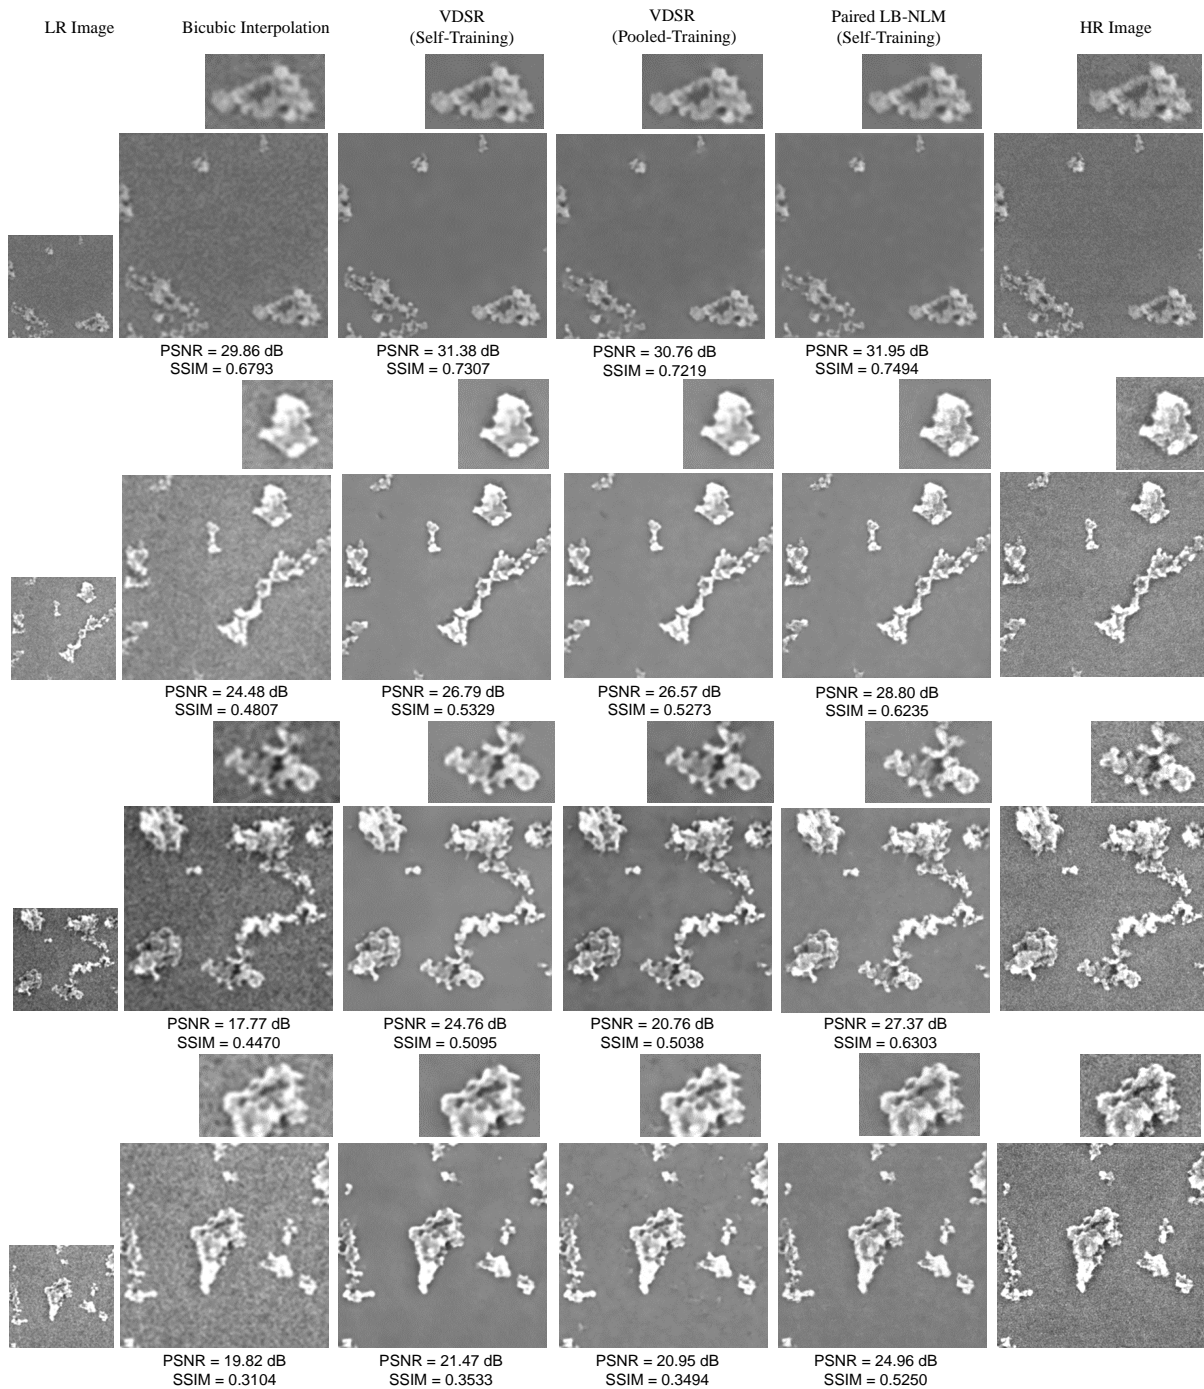 LR Image
Bicubic Interpolation
VDSR
(Self-Training)
VDSR
(Pooled-Training)
Paired LB-NLM
(Self-Training)
HR Image
PSNR = 29.86 dB
SSIM = 0.6793
PSNR = 31.38 dB
SSIM = 0.7307
PSNR = 30.76 dB
SSIM = 0.7219
PSNR = 31.95 dB
SSIM = 0.7494
PSNR = 24.48 dB
SSIM = 0.4807
PSNR = 26.79 dB
SSIM = 0.5329
PSNR = 26.57 dB
SSIM = 0.5273
PSNR = 28.80 dB
SSIM = 0.6235
PSNR = 17.77 dB
SSIM = 0.4470
PSNR = 24.76 dB
SSIM = 0.5095
PSNR = 20.76 dB
SSIM = 0.5038
PSNR = 27.37 dB
SSIM = 0.6303
PSNR = 19.82 dB
SSIM = 0.3104
PSNR = 21.47 dB
SSIM = 0.3533
PSNR = 20.95 dB
SSIM = 0.3494
PSNR = 24.96 dB
SSIM = 0.5250